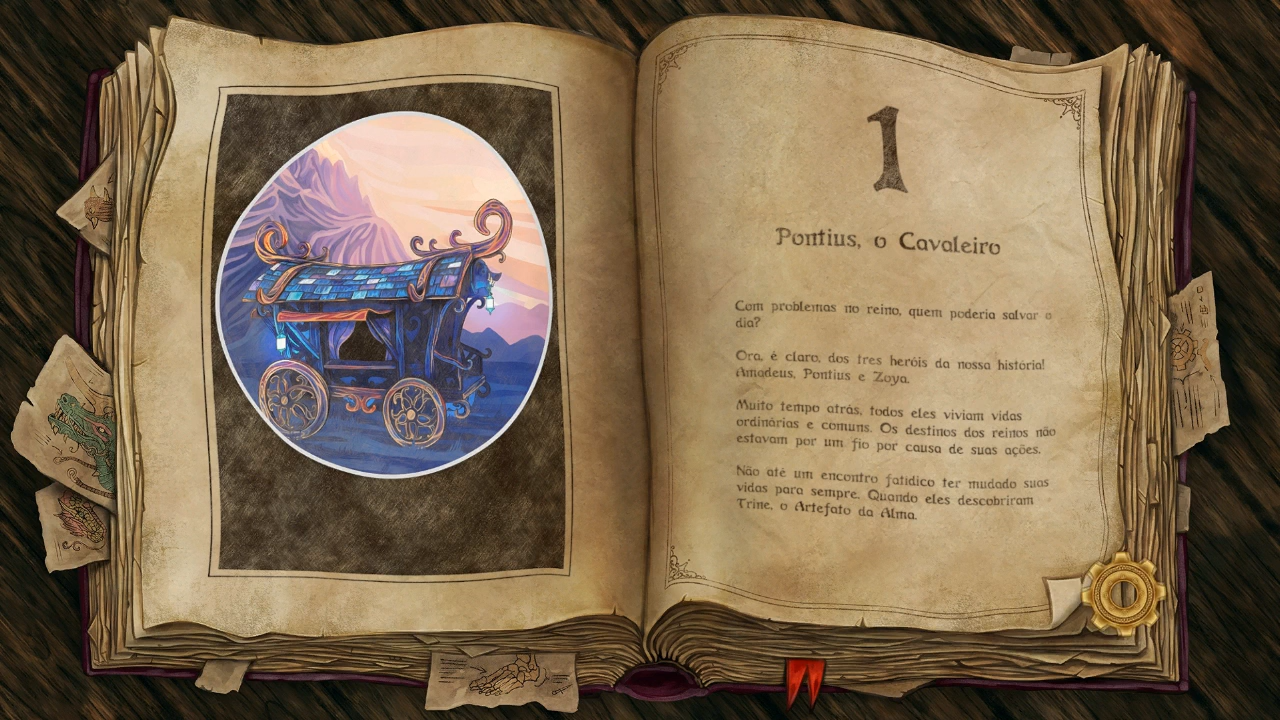 1
Pontius, o Cavaleiro
Com problemas no reino, quem poderia salvar o
dia?
Ora, é claro, dos tres heróis da nossa história!
Amadeus, Pontius e Zoya.
Muito tempo atrás, todos eles viviam vidas
ordinárias e comuns. Os destinos dos reinos não
estavam por um fio por causa de suas ações.
Não até um encontro fatídico ter mudado suas
vidas para sempre. Quando eles descobriram
Trine, o Artefato da Alma.